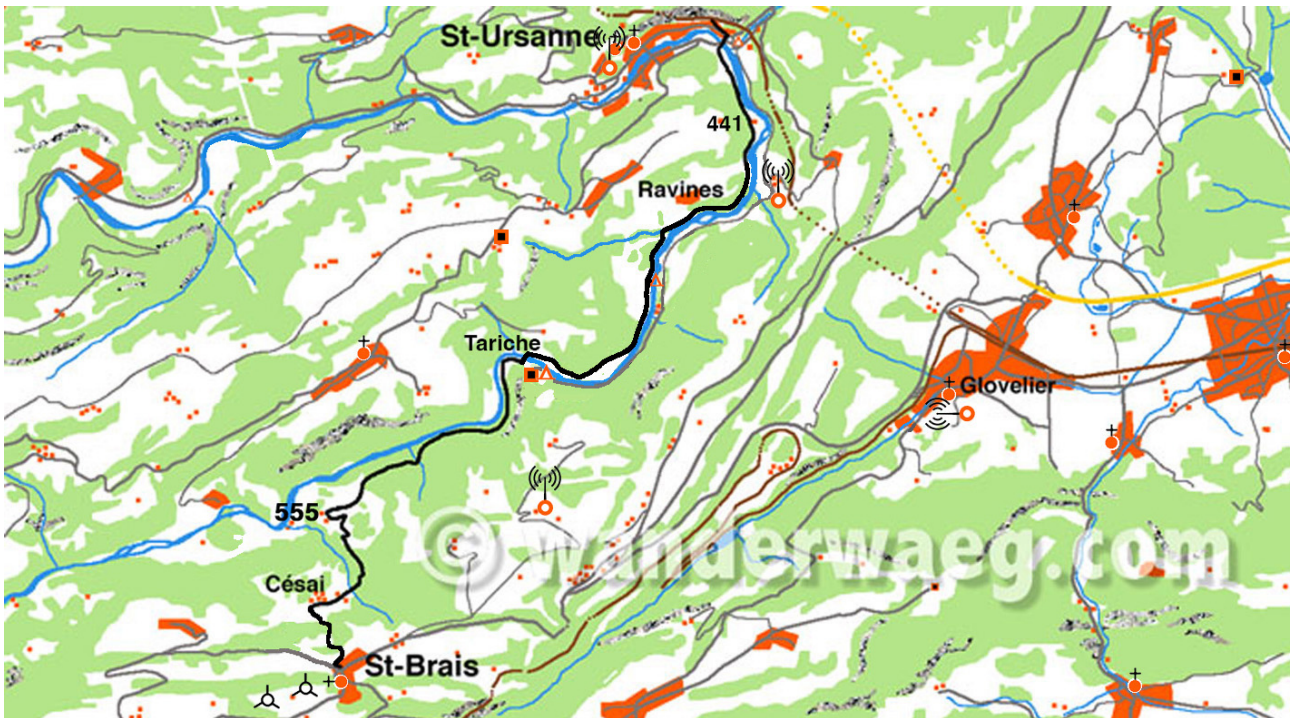 St-Ursanne
441
Ravines
Tariche
Glovelier
555
© wanderwaeg.com
Césai
St-Brais